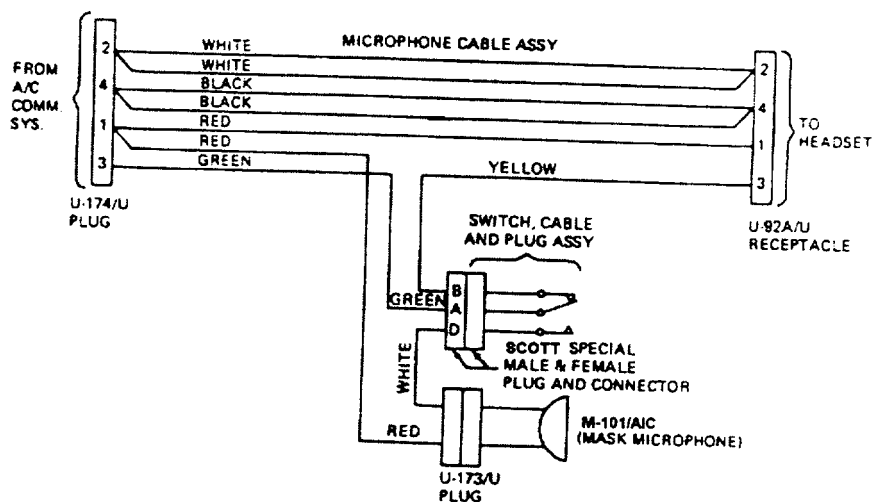 FROM
A/C
COMM.
SYS.
2
4
1
3
U-174/U
PLUG
WHITE
MICROPHONE CABLE ASSY
WHITE
BLACK
BLACK
RED
RED
GREEN
YELLOW
2
4
1
3
TO
HEADSET
U-92A/U
RECEPTACLE
SWITCH, CABLE
AND PLUG ASSY
B
GREEN
A
D
WHITE
SCOTT SPECIAL
MALE & FEMALE
PLUG AND CONNECTOR
RED
M-101/AIC
(MASK MICROPHONE)
U-173/U
PLUG